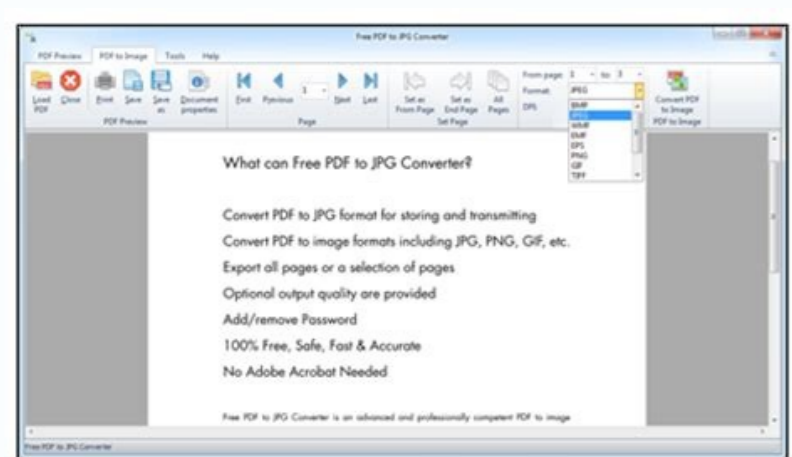 Free PDF to JPG Converter
PDF Preview PDF to Image Tools Help
Load PDF Close Print Save Save as Document properties First Previous 1 Next Last Set as From Page Set as End Page All Pages From page: 1 to: 3
Format: JPEG
DPI:
Convert PDF to Image
PDF Preview Page Set Page PDF to Image
BMP
JPEG
WMF
EMF
EPS
PNG
GIF
TIFF
What can Free PDF to JPG Converter?
Convert PDF to JPG format for storing and transmitting
Convert PDF to image formats including JPG, PNG, GIF, etc.
Export all pages or a selection of pages
Optional output quality are provided
Add/remove Password
100% Free, Safe, Fast & Accurate
No Adobe Acrobat Needed
Free PDF to JPG Converter is an advanced and professionally competent PDF to image
Free PDF to JPG Converter